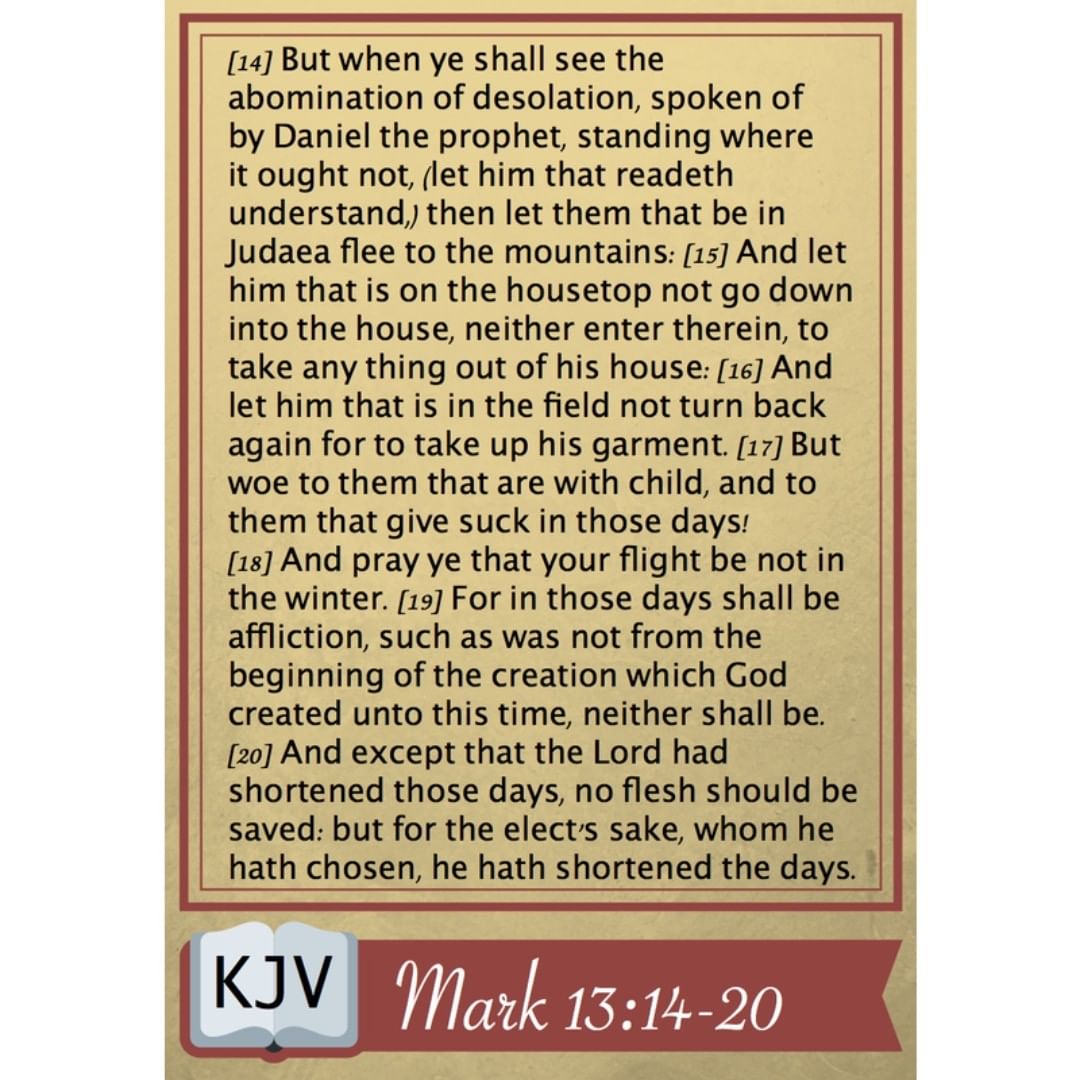 [14] But when ye shall see the
abomination of desolation, spoken of
by Daniel the prophet, standing where
it ought not, (let him that readeth
understand,) then let them that be in
Judaea flee to the mountains: [15] And let
him that is on the housetop not go down
into the house, neither enter therein, to
take any thing out of his house: [16] And
let him that is in the field not turn back
again for to take up his garment. [17] But
woe to them that are with child, and to
them that give suck in those days!
[18] And pray ye that your flight be not in
the winter. [19] For in those days shall be
affliction, such as was not from the
beginning of the creation which God
created unto this time, neither shall be.
[20] And except that the Lord had
shortened those days, no flesh should be
saved: but for the elect's sake, whom he
hath chosen, he hath shortened the days.
KJV
Mark 13:14-20